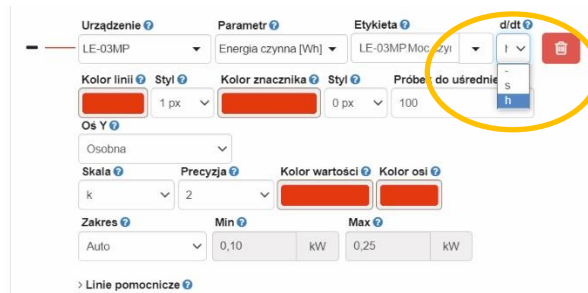 Urządzenie Parametr Etykieta d/dt
LE-03MP Energia czynna [Wh] LE-03MP.Moc czyr h
-
s
h
Kolor linii Styl Kolor znacznika Styl Próbek do uśrednie
1 px 0 px 100
Oś Y
Osobna
Skala Precyzja Kolor wartości Kolor osi
k 2
Zakres Min Max
Auto 0,10 kW 0,25 kW
Linie pomocnicze